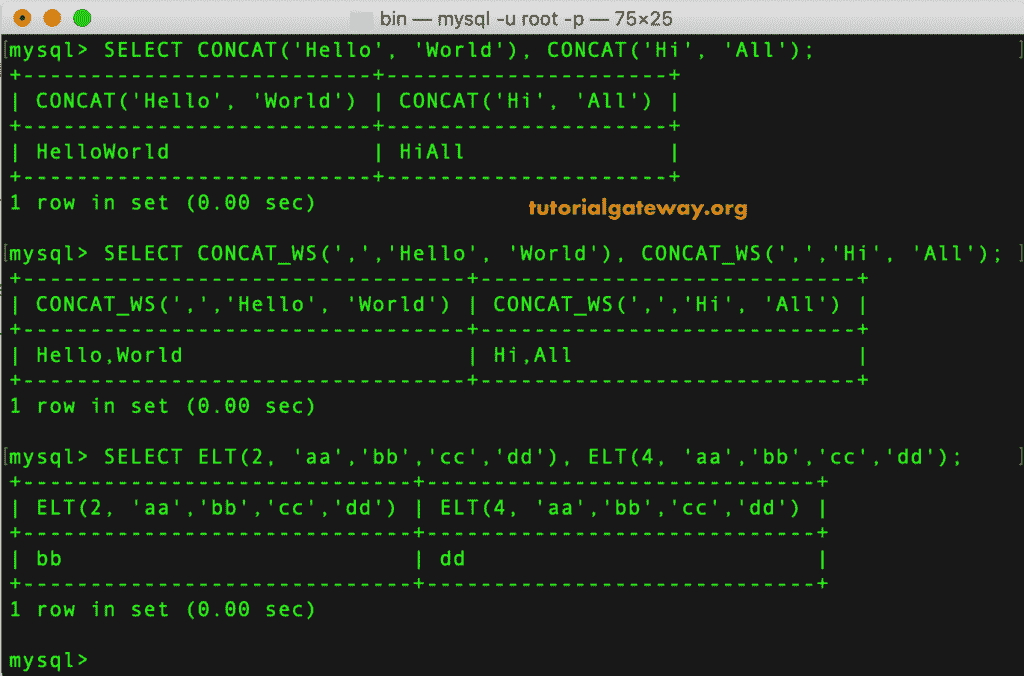 bin — mysql -u root -p — 75×25
[mysql> SELECT CONCAT('Hello', 'World'), CONCAT('Hi', 'All'); ]
+--------------------------+---------------------+
| CONCAT('Hello', 'World') | CONCAT('Hi', 'All') |
+--------------------------+---------------------+
| HelloWorld               | HiAll               |
+--------------------------+---------------------+
1 row in set (0.00 sec)
tutorialgateway.org
[mysql> SELECT CONCAT_WS(',','Hello', 'World'), CONCAT_WS(',','Hi', 'All'); ]
+---------------------------------+----------------------------+
| CONCAT_WS(',','Hello', 'World') | CONCAT_WS(',','Hi', 'All') |
+---------------------------------+----------------------------+
| Hello,World                     | Hi,All                     |
+---------------------------------+----------------------------+
1 row in set (0.00 sec)
[mysql> SELECT ELT(2, 'aa','bb','cc','dd'), ELT(4, 'aa','bb','cc','dd'); ]
+-----------------------------+-----------------------------+
| ELT(2, 'aa','bb','cc','dd') | ELT(4, 'aa','bb','cc','dd') |
+-----------------------------+-----------------------------+
| bb                          | dd                          |
+-----------------------------+-----------------------------+
1 row in set (0.00 sec)
mysql>